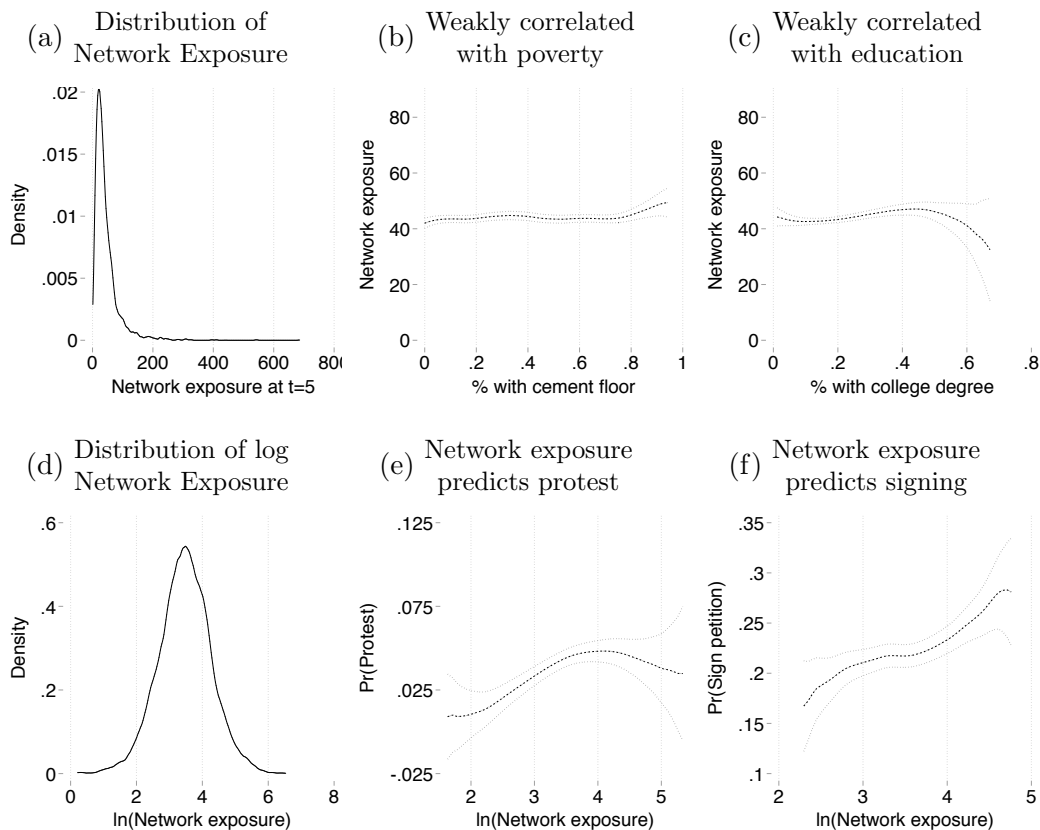 (a) Distribution of
Network Exposure
.02
.015
.01
.005
0
Density
0 200 400 600 80
Network exposure at t=5
(b) Weakly correlated
with poverty
80
60
40
20
0
Network exposure
0 .2 .4 .6 .8 1
% with cement floor
(c) Weakly correlated
with education
80
60
40
20
0
Network exposure
0 .2 .4 .6 .8
% with college degree
(d) Distribution of log
Network Exposure
.6
.4
.2
0
Density
0 2 4 6 8
ln(Network exposure)
(e) Network exposure
predicts protest
.125
.075
.025
-.025
Pr(Protest)
2 3 4 5
ln(Network exposure)
(f) Network exposure
predicts signing
.35
.3
.25
.2
.15
.1
Pr(Sign petition)
2 3 4 5
ln(Network exposure)